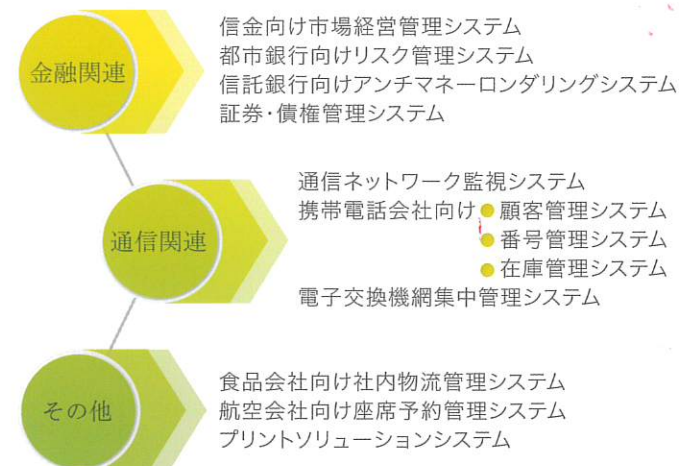 金融関連
信金向け市場経営管理システム
都市銀行向けリスク管理システム
信託銀行向けアンチマネーロンダリングシステム
証券・債権管理システム
通信関連
通信ネットワーク監視システム
携帯電話会社向け●顧客管理システム
●番号管理システム
●在庫管理システム
電子交換機網集中管理システム
その他
食品会社向け社内物流管理システム
航空会社向け座席予約管理システム
プリントソリューションシステム